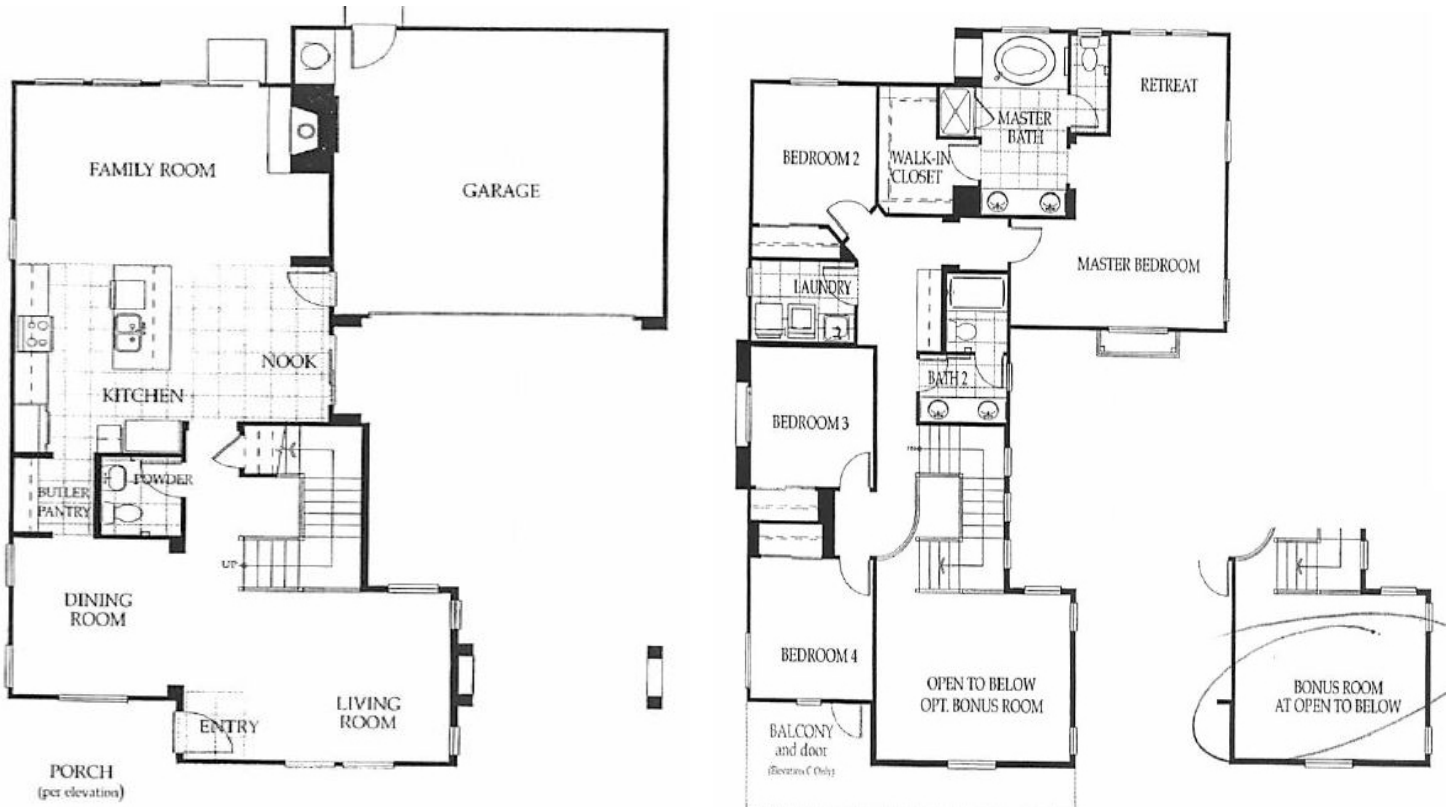 FAMILY ROOM
GARAGE
NOOK
KITCHEN
POWDER
BUTLER
PANTRY
UP
DINING
ROOM
LIVING
ROOM
ENTRY
PORCH
(per elevation)
RETREAT
MASTER
BATH
BEDROOM 2
WALK-IN
CLOSET
MASTER BEDROOM
LAUNDRY
BATH 2
BEDROOM 3
BEDROOM 4
OPEN TO BELOW
OPT. BONUS ROOM
BALCONY
and door
(Elevation C Only)
BONUS ROOM
AT OPEN TO BELOW